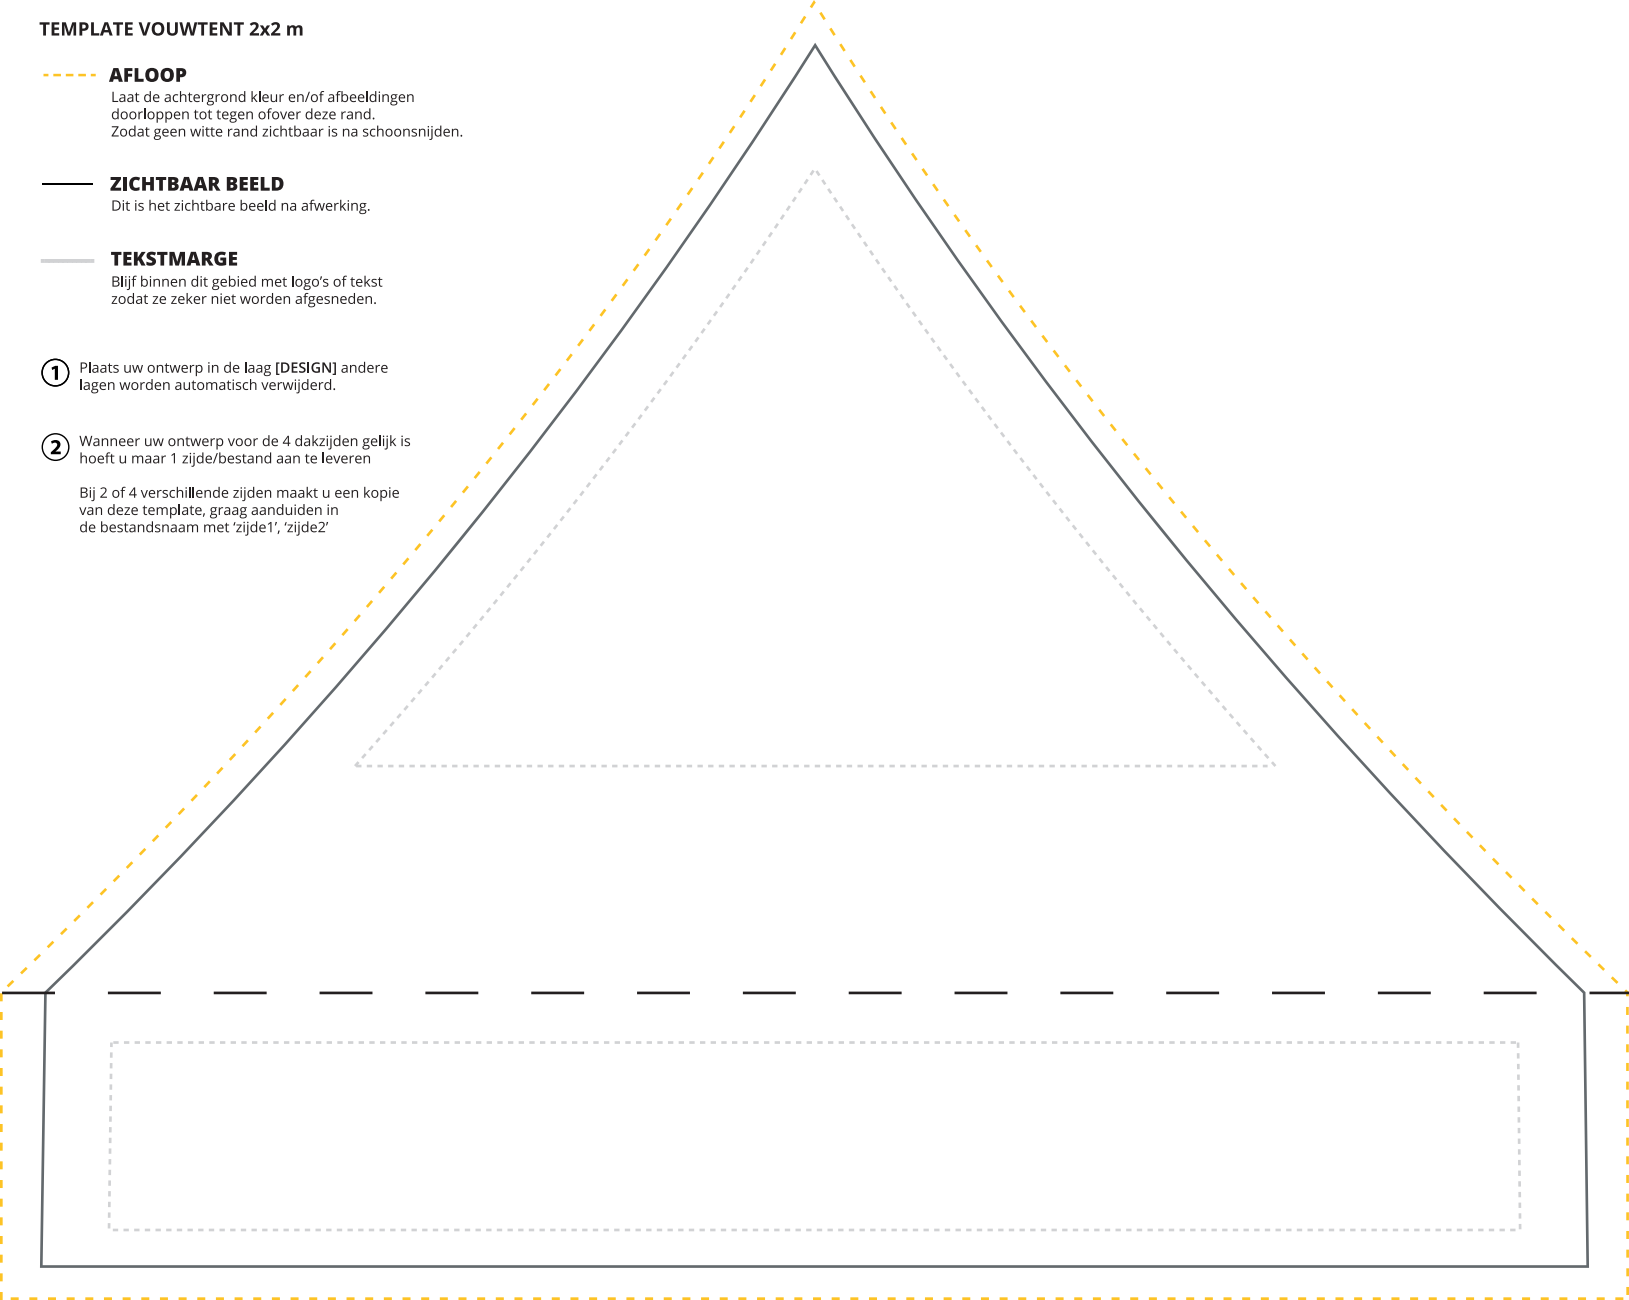 TEMPLATE VOUWTENT 2x2 m
AFLOOP
Laat de achtergrond kleur en/of afbeeldingen
doorloppen tot tegen ofover deze rand.
Zodat geen witte rand zichtbaar is na schoonsnijden.
ZICHTBAAR BEELD
Dit is het zichtbare beeld na afwerking.
TEKSTMARGE
Blijf binnen dit gebied met logo's of tekst
zodat ze zeker niet worden afgesneden.
1 Plaats uw ontwerp in de laag [DESIGN] andere
lagen worden automatisch verwijderd.
2 Wanneer uw ontwerp voor de 4 dakzijden gelijk is
hoeft u maar 1 zijde/bestand aan te leveren
Bij 2 of 4 verschillende zijden maakt u een kopie
van deze template, graag aanduiden in
de bestandsnaam met ‘zijde1’, ‘zijde2’